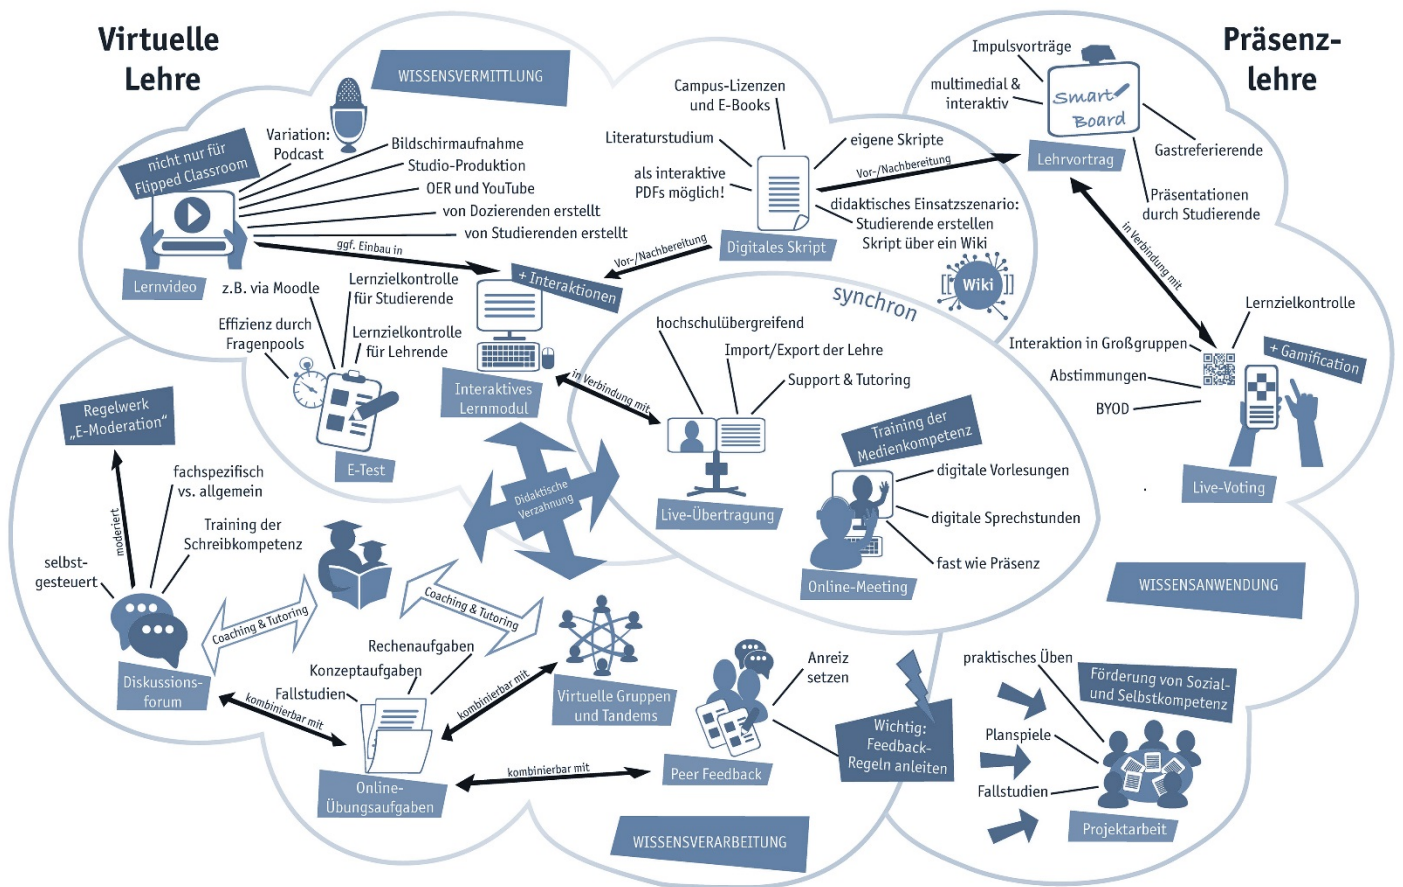 Virtuelle
Lehre
WISSENSVERMITTLUNG
Präsenz-
lehre
nicht nur für
Flipped Classroom
Variation:
Podcast
Bildschirmaufnahme
Studio-Produktion
OER und YouTube
von Dozierenden erstellt
von Studierenden erstellt
Lernvideo
ggf. Einbau in
Campus-Lizenzen
und E-Books
Literaturstudium
als interaktive
PDFs möglich!
eigene Skripte
didaktisches Einsatzszenario:
Studierende erstellen
Skript über ein Wiki
Digitales Skript
Vor-/Nachbereitung
Vor-/Nachbereitung
[[ Wiki ]]
Impulsvorträge
multimedial &
interaktiv
Smart
Board
Lehrvortrag
Gastreferierende
Präsentationen
durch Studierende
in Verbindung mit
+ Interaktionen
Interaktives
Lernmodul
z.B. via Moodle
Lernzielkontrolle
für Studierende
Effizienz durch
Fragenpools
Lernzielkontrolle
für Lehrende
E-Test
synchron
hochschulübergreifend
Import/Export der Lehre
Support & Tutoring
in Verbindung mit
Live-Übertragung
Training der
Medienkompetenz
digitale Vorlesungen
digitale Sprechstunden
fast wie Präsenz
Online-Meeting
Lernzielkontrolle
Interaktion in Großgruppen
+ Gamification
Abstimmungen
BYOD
Live-Voting
WISSENSANWENDUNG
Didaktische
Verzahnung
Regelwerk
„E-Moderation“
moderiert
fachspezifisch
vs. allgemein
Training der
Schreibkompetenz
selbst-
gesteuert
Diskussions-
forum
Coaching & Tutoring
Coaching & Tutoring
Rechenaufgaben
Konzeptaufgaben
Fallstudien
kombinierbar mit
kombinierbar mit
kombinierbar mit
Online-
Übungsaufgaben
Virtuelle Gruppen
und Tandems
Anreiz
setzen
Peer Feedback
Wichtig:
Feedback-
Regeln anleiten
WISSENSVERARBEITUNG
praktisches Üben
Planspiele
Fallstudien
Förderung von Sozial-
und Selbstkompetenz
Projektarbeit